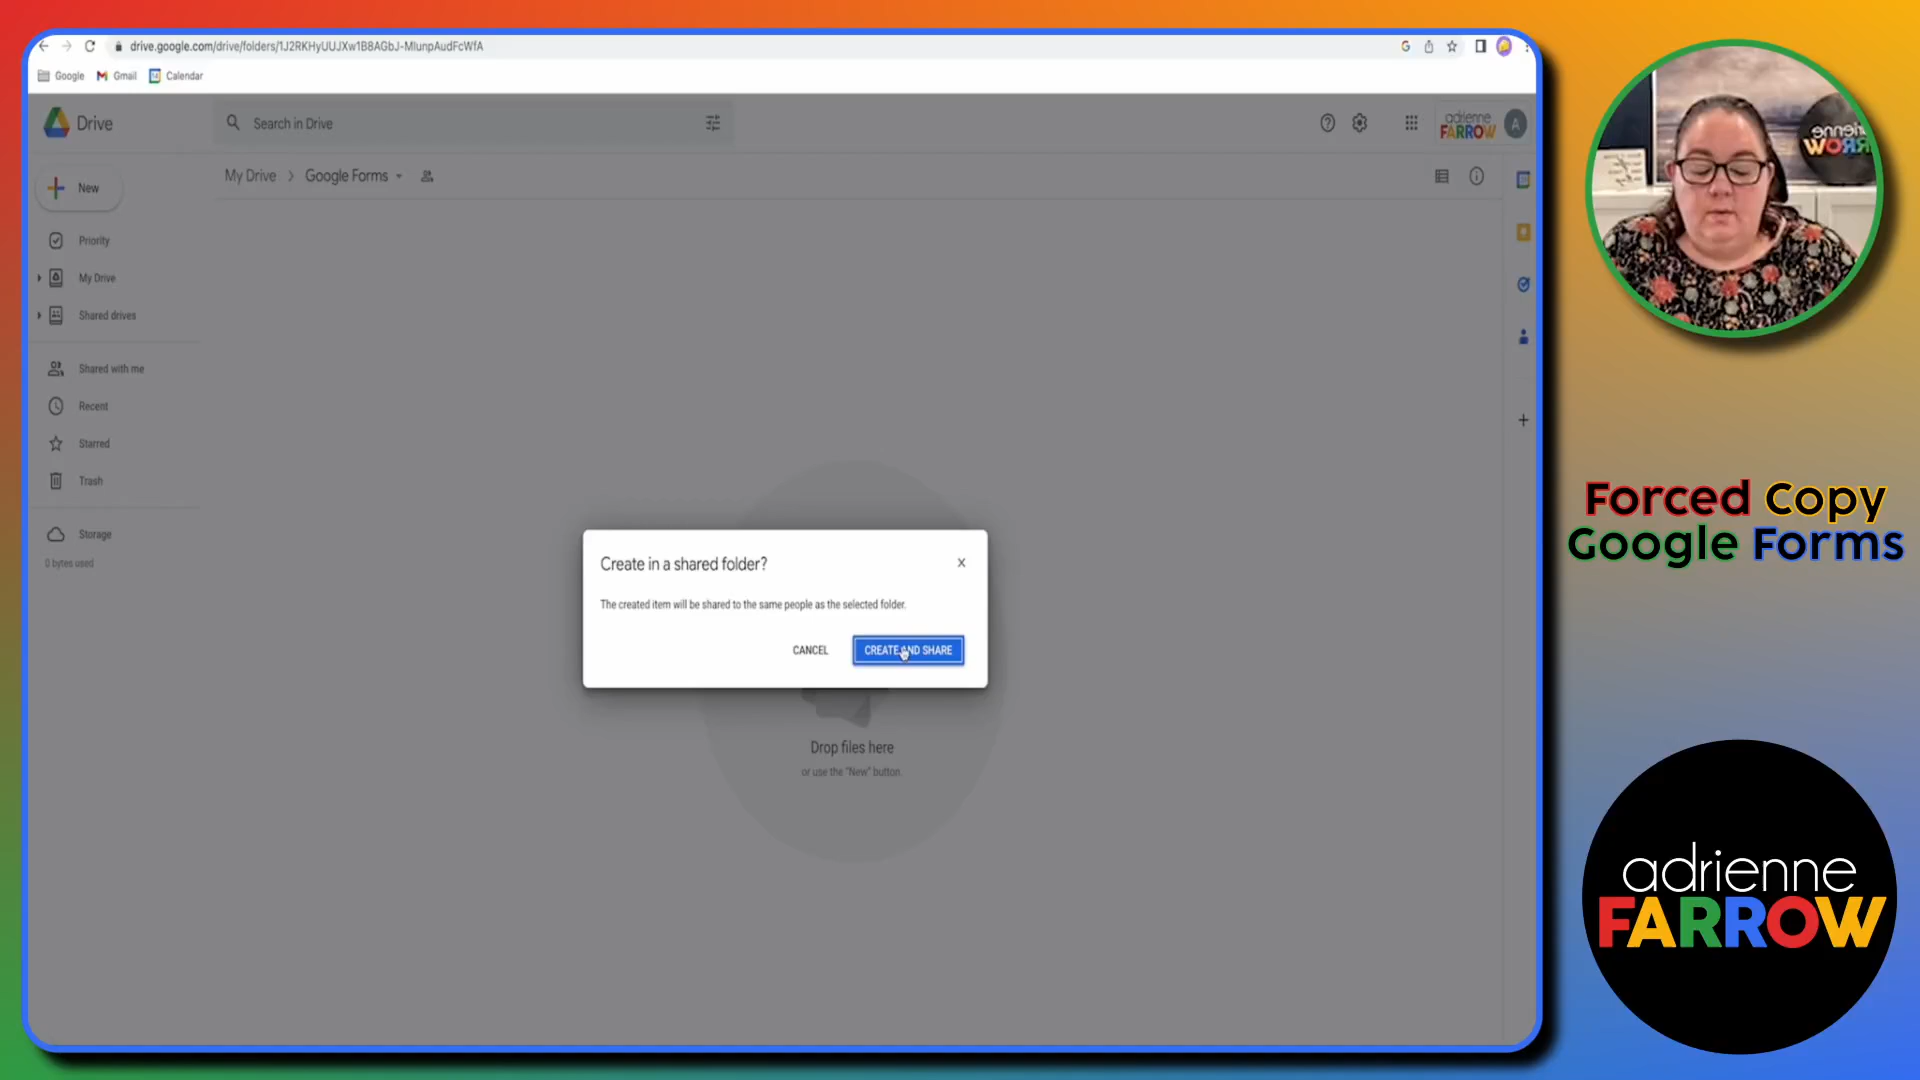 drive.google.com/drive/folders/1J2RKHyUUJXw1B8AGbJ-MlunpAudFcWfA
Google Gmail Calendar
Drive
Search in Drive
adrienne
FARROW
A
My Drive > Google Forms
New
Priority
My Drive
Shared drives
Shared with me
Recent
Starred
Trash
Storage
0 bytes used
Create in a shared folder?
X
The created item will be shared to the same people as the selected folder.
CANCEL
CREATE AND SHARE
Drop files here
or use the "New" button.
Forced Copy
Google Forms
adrienne
FARROW